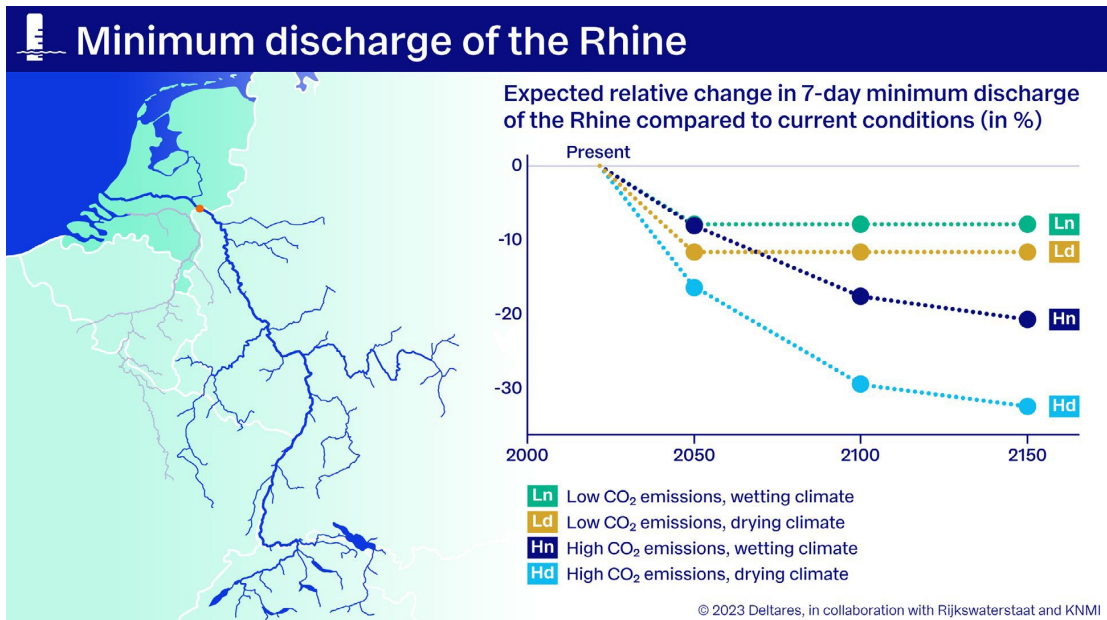 Minimum discharge of the Rhine
Expected relative change in 7-day minimum discharge
of the Rhine compared to current conditions (in %)
Present
0
-10
-20
-30
Ln
Ld
Hn
Hd
2000 2050 2100 2150
Ln Low CO₂ emissions, wetting climate
Ld Low CO₂ emissions, drying climate
Hn High CO₂ emissions, wetting climate
Hd High CO₂ emissions, drying climate
© 2023 Deltares, in collaboration with Rijkswaterstaat and KNMI